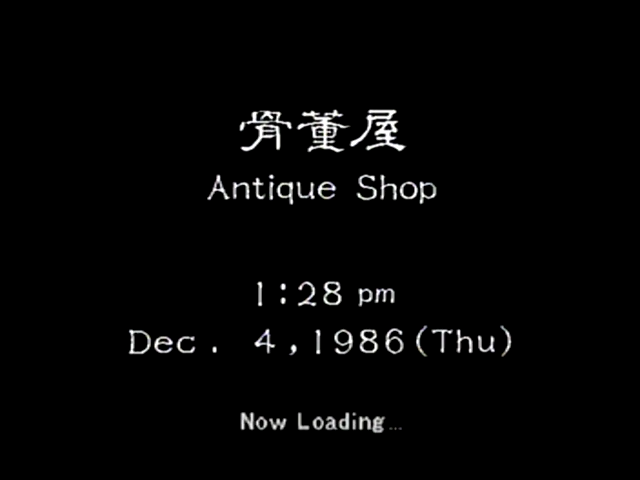 骨董屋
Antique Shop
1:28 pm
Dec. 4,1986(Thu)
Now Loading...